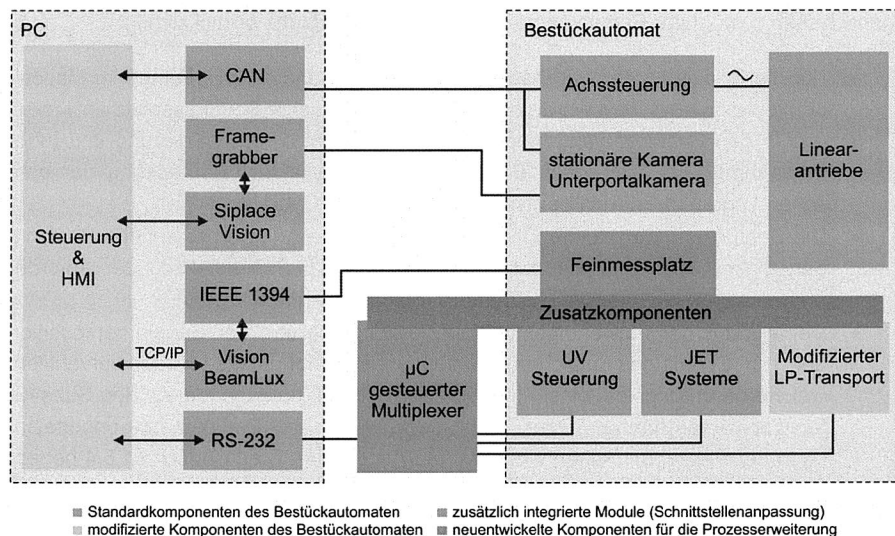 PC
Bestückautomat
Steuerung
&
HMI
CAN
Frame-
grabber
Siplace
Vision
IEEE 1394
TCP/IP
Vision
BeamLux
RS-232
µC
gesteuerter
Multiplexer
Achssteuerung
stationäre Kamera
Unterportalkamera
Linear-
antriebe
Feinmessplatz
Zusatzkomponenten
UV
Steuerung
JET
Systeme
Modifizierter
LP-Transport
Standardkomponenten des Bestückautomaten
zusätzlich integrierte Module (Schnittstellenanpassung)
modifizierte Komponenten des Bestückautomaten
neuentwickelte Komponenten für die Prozesserweiterung